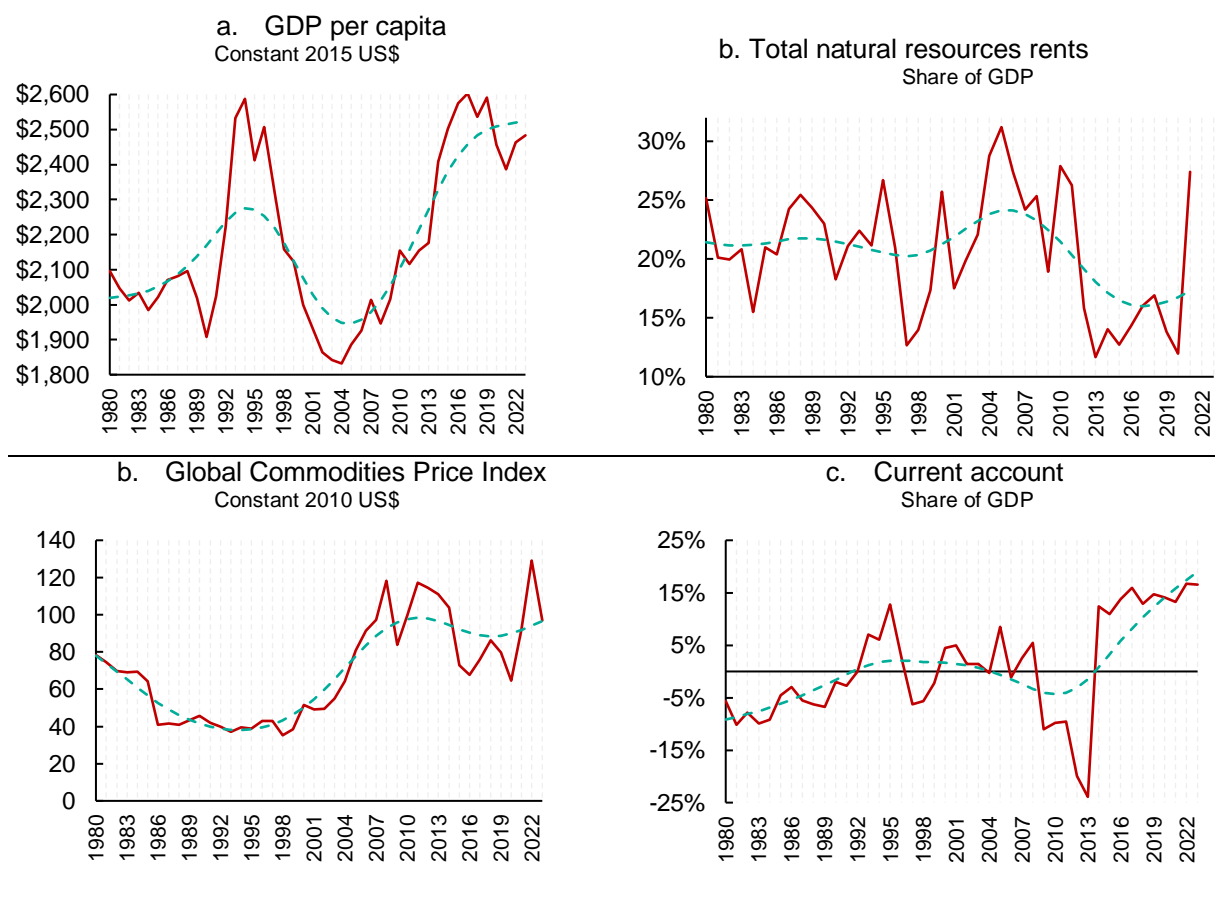 a. GDP per capita
Constant 2015 US$
$2,600
$2,500
$2,400
$2,300
$2,200
$2,100
$2,000
$1,900
$1,800
1980 1983 1986 1989 1992 1995 1998 2001 2004 2007 2010 2013 2016 2019 2022
b. Total natural resources rents
Share of GDP
30%
25%
20%
15%
10%
1980 1983 1986 1989 1992 1995 1998 2001 2004 2007 2010 2013 2016 2019 2022
b. Global Commodities Price Index
Constant 2010 US$
140
120
100
80
60
40
20
0
1980 1983 1986 1989 1992 1995 1998 2001 2004 2007 2010 2013 2016 2019 2022
c. Current account
Share of GDP
25%
15%
5%
-5%
-15%
-25%
1980 1983 1986 1989 1992 1995 1998 2001 2004 2007 2010 2013 2016 2019 2022